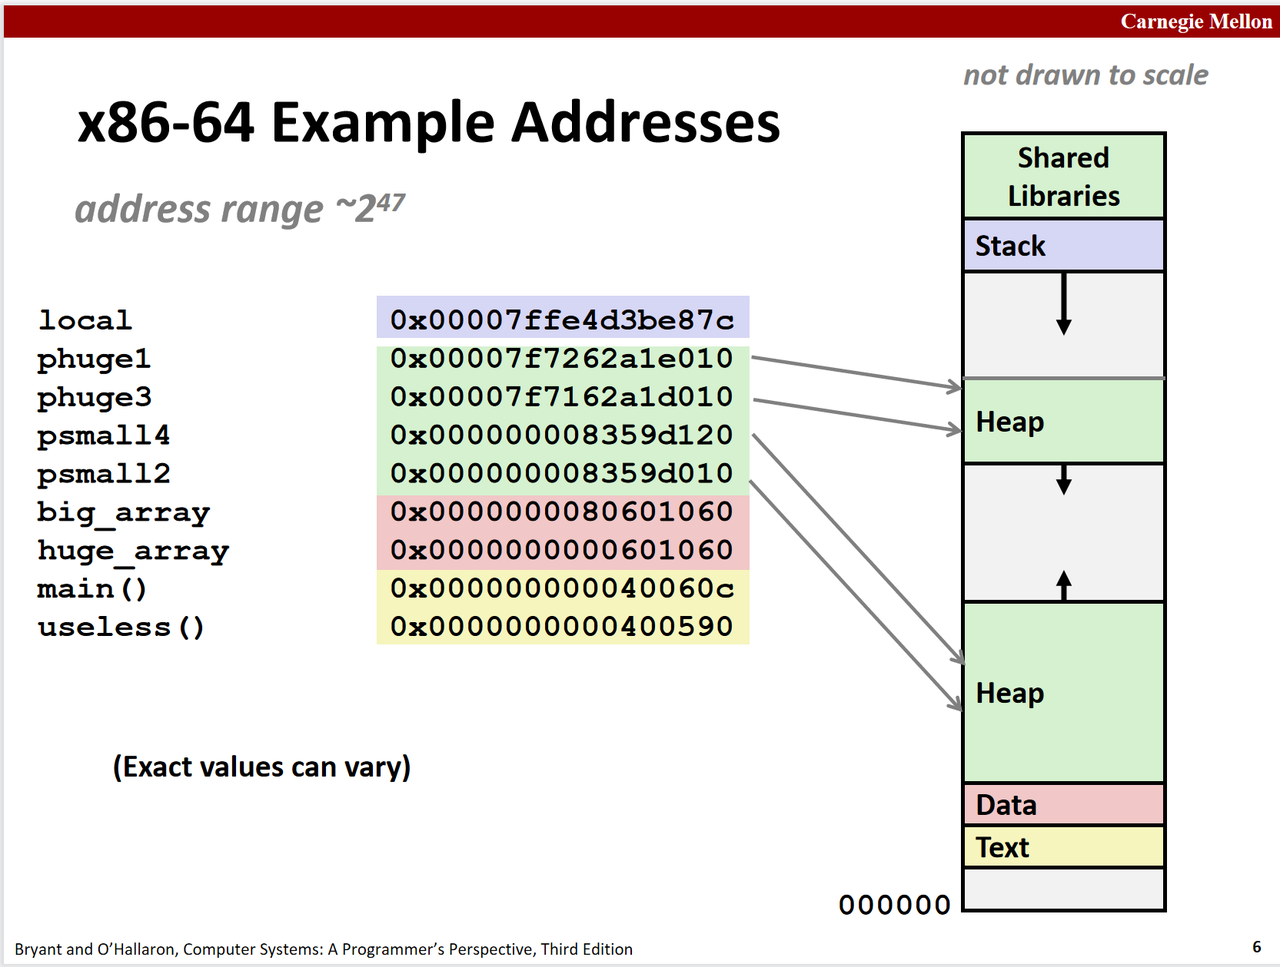 Carnegie Mellon
not drawn to scale
x86-64 Example Addresses
address range ~2⁴⁷
local 0x00007ffe4d3be87c
phuge1 0x00007f7262a1e010
phuge3 0x00007f7162a1d010
psmall4 0x000000008359d120
psmall2 0x000000008359d010
big_array 0x0000000080601060
huge_array 0x0000000000601060
main() 0x000000000040060c
useless() 0x0000000000400590
(Exact values can vary)
Shared
Libraries
Stack
Heap
Heap
Data
Text
000000
Bryant and O’Hallaron, Computer Systems: A Programmer’s Perspective, Third Edition
6